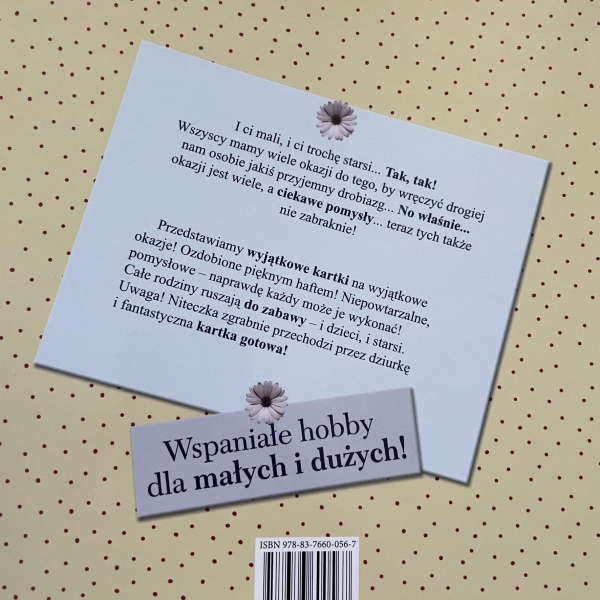 I ci mali, i ci trochę starsi... Tak, tak!
Wszyscy mamy wiele okazji do tego, by wręczyć drogiej
nam osobie jakiś przyjemny drobiazg... No właśnie...
okazji jest wiele, a ciekawe pomysły... teraz tych także
nie zabraknie!
Przedstawiamy wyjątkowe kartki na wyjątkowe
okazje! Ozdobione pięknym haftem! Niepowtarzalne,
pomysłowe – naprawdę każdy może je wykonać!
Całe rodziny ruszają do zabawy – i dzieci, i starsi.
Uwaga! Niteczka zgrabnie przechodzi przez dziurkę
i fantastyczna kartka gotowa!
Wspaniałe hobby
dla małych i dużych!
ISBN 978-83-7660-056-7